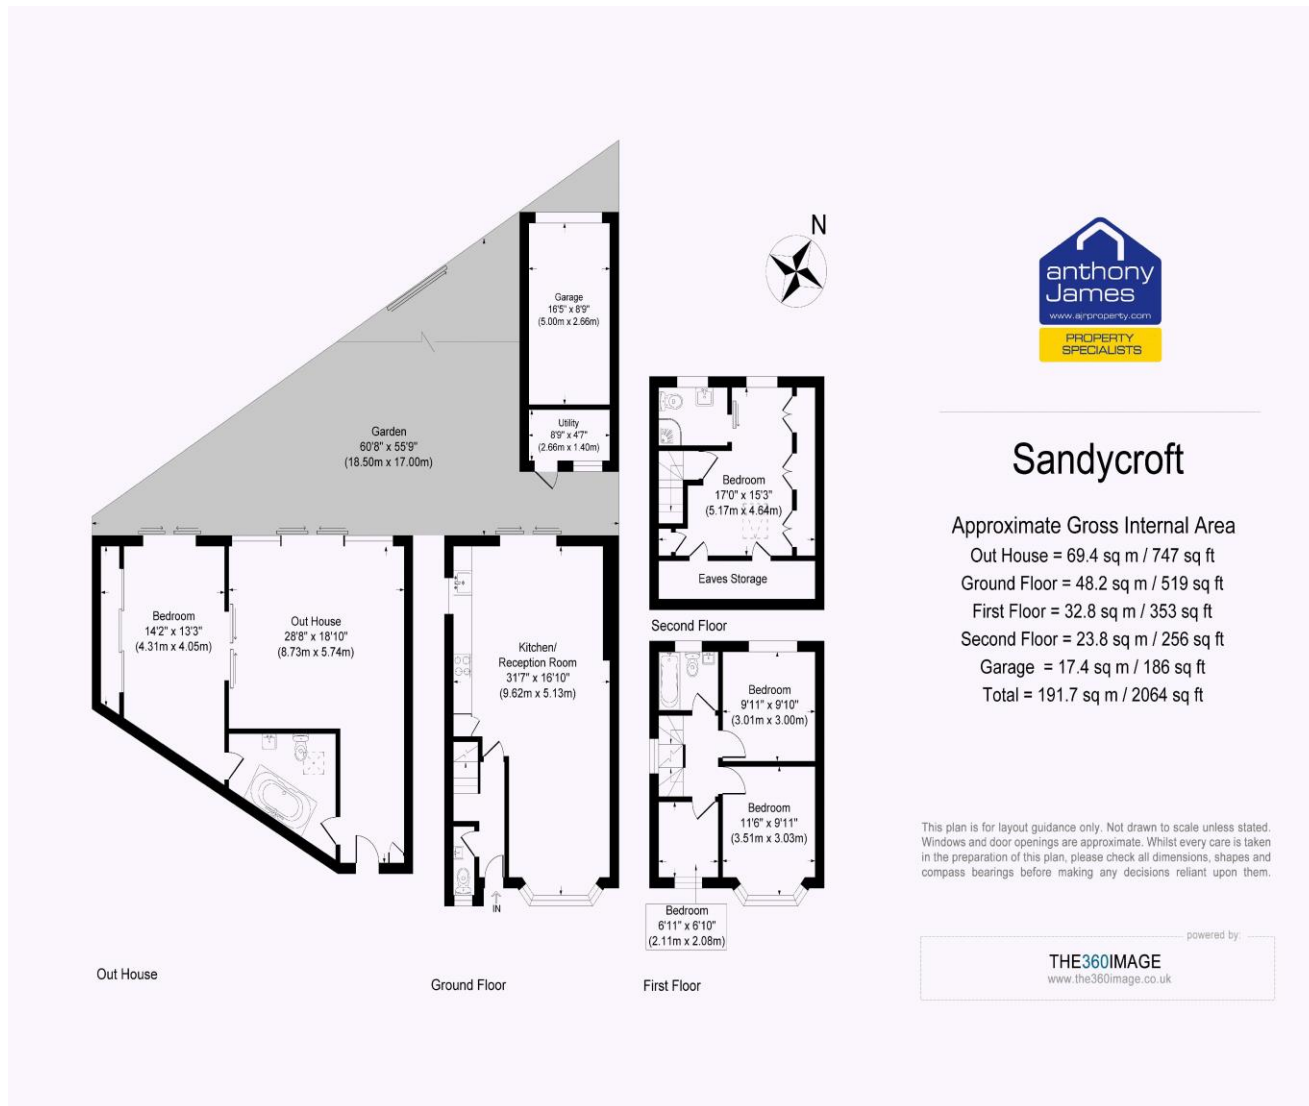 N
Garage
16'5" x 8'9"
(5.00m x 2.66m)
Utility
8'9" x 4'7"
(2.66m x 1.40m)
Garden
60'8" x 55'9"
(18.50m x 17.00m)
Bedroom
14'2" x 13'3"
(4.31m x 4.05m)
Out House
28'8" x 18'10"
(8.73m x 5.74m)
Kitchen/
Reception Room
31'7" x 16'10"
(9.62m x 5.13m)
IN
Out House
Ground Floor
Bedroom
17'0" x 15'3"
(5.17m x 4.64m)
Eaves Storage
Second Floor
Bedroom
9'11" x 9'10"
(3.01m x 3.00m)
Bedroom
11'6" x 9'11"
(3.51m x 3.03m)
Bedroom
6'11" x 6'10"
(2.11m x 2.08m)
First Floor
anthony
James
www.ajrproperty.com
PROPERTY
SPECIALISTS
Sandycroft
Approximate Gross Internal Area
Out House = 69.4 sq m / 747 sq ft
Ground Floor = 48.2 sq m / 519 sq ft
First Floor = 32.8 sq m / 353 sq ft
Second Floor = 23.8 sq m / 256 sq ft
Garage = 17.4 sq m / 186 sq ft
Total = 191.7 sq m / 2064 sq ft
This plan is for layout guidance only. Not drawn to scale unless stated.
Windows and door openings are approximate. Whilst every care is taken
in the preparation of this plan, please check all dimensions, shapes and
compass bearings before making any decisions reliant upon them.
powered by:
THE360IMAGE
www.the360image.co.uk